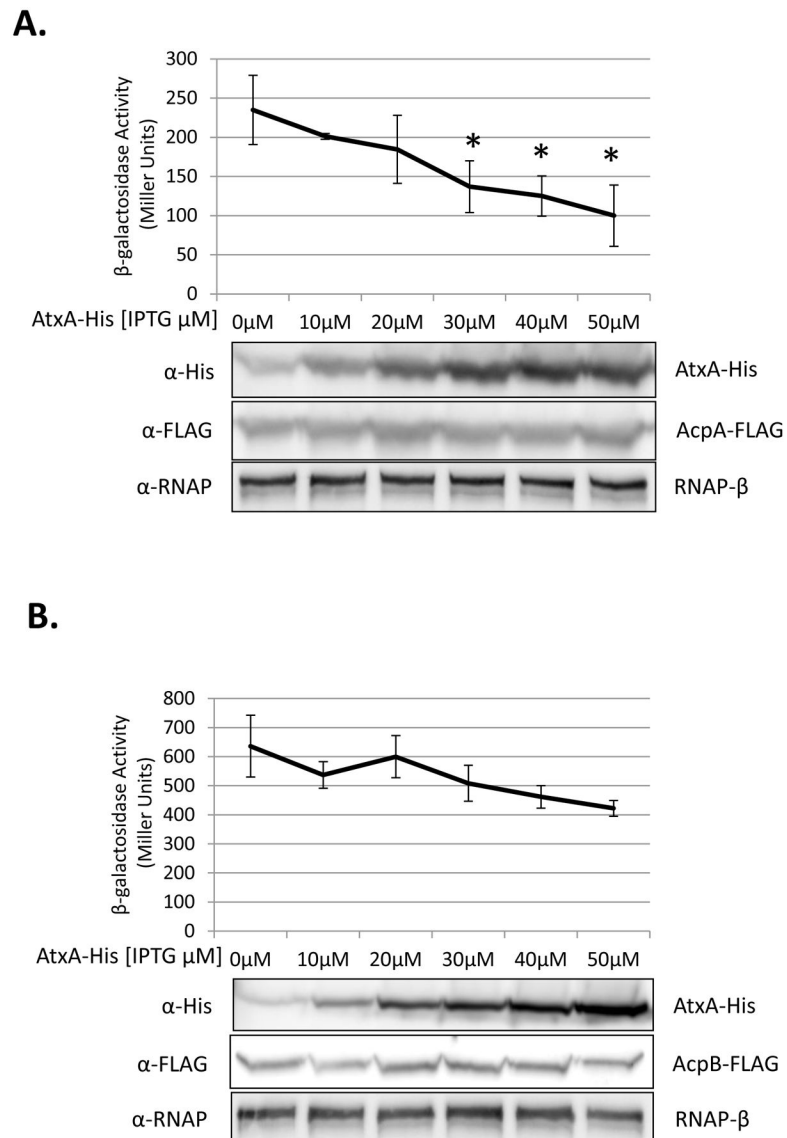 A.
β-galactosidase Activity
(Miller Units)
300
250
200
150
100
50
0
* * *
AtxA-His [IPTG μM] 0μM 10μM 20μM 30μM 40μM 50μM
α-His AtxA-His
α-FLAG AcpA-FLAG
α-RNAP RNAP-β
B.
β-galactosidase Activity
(Miller Units)
800
700
600
500
400
300
200
100
0
AtxA-His [IPTG μM] 0μM 10μM 20μM 30μM 40μM 50μM
α-His AtxA-His
α-FLAG AcpB-FLAG
α-RNAP RNAP-β